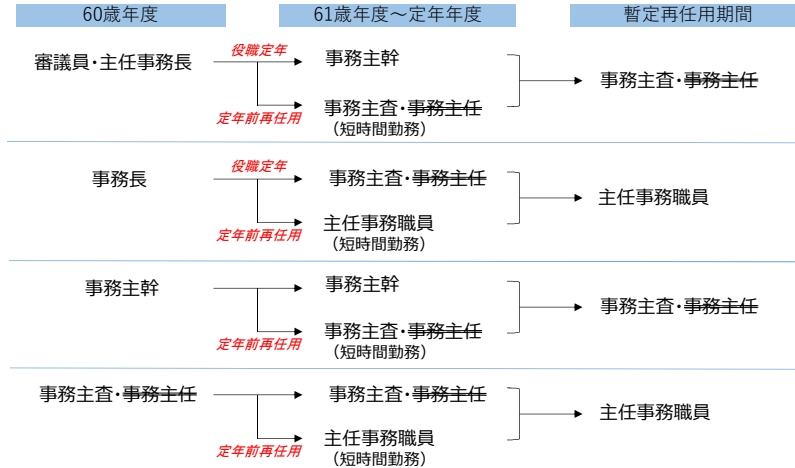 60歳年度 61歳年度～定年年度 暫定再任用期間
審議員・主任事務長
役職定年
事務主幹
定年前再任用
事務主査・事務主任
（短時間勤務）
事務主査・事務主任
事務長
役職定年
事務主査・事務主任
定年前再任用
主任事務職員
（短時間勤務）
主任事務職員
事務主幹
事務主幹
定年前再任用
事務主査・事務主任
（短時間勤務）
事務主査・事務主任
事務主査・事務主任
事務主査・事務主任
定年前再任用
主任事務職員
（短時間勤務）
主任事務職員